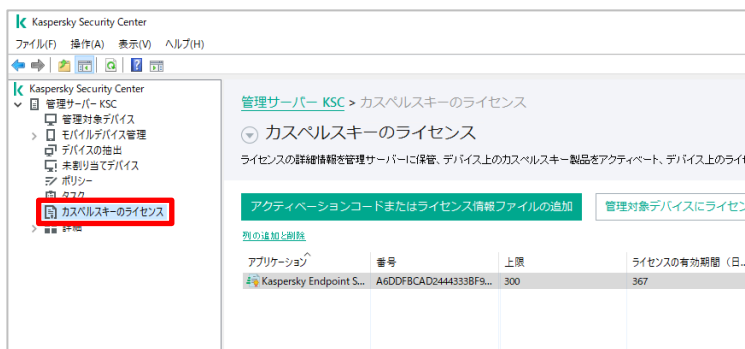 Kaspersky Security Center
ファイル(F) 操作(A) 表示(V) ヘルプ(H)
Kaspersky Security Center
管理サーバー KSC
管理対象デバイス
モバイルデバイス管理
デバイスの抽出
未割り当てデバイス
ポリシー
タスク
カスペルスキーのライセンス
詳細
管理サーバー KSC > カスペルスキーのライセンス
カスペルスキーのライセンス
ライセンスの詳細情報を管理サーバーに保管、デバイス上のカスペルスキー製品をアクティベート、デバイス上のライ
アクティベーションコードまたはライセンス情報ファイルの追加 管理対象デバイスにライセン
列の追加と削除
アプリケーション 番号 上限 ライセンスの有効期間（日...
Kaspersky Endpoint S... A6DDFBCAD2444333BF9... 300 367